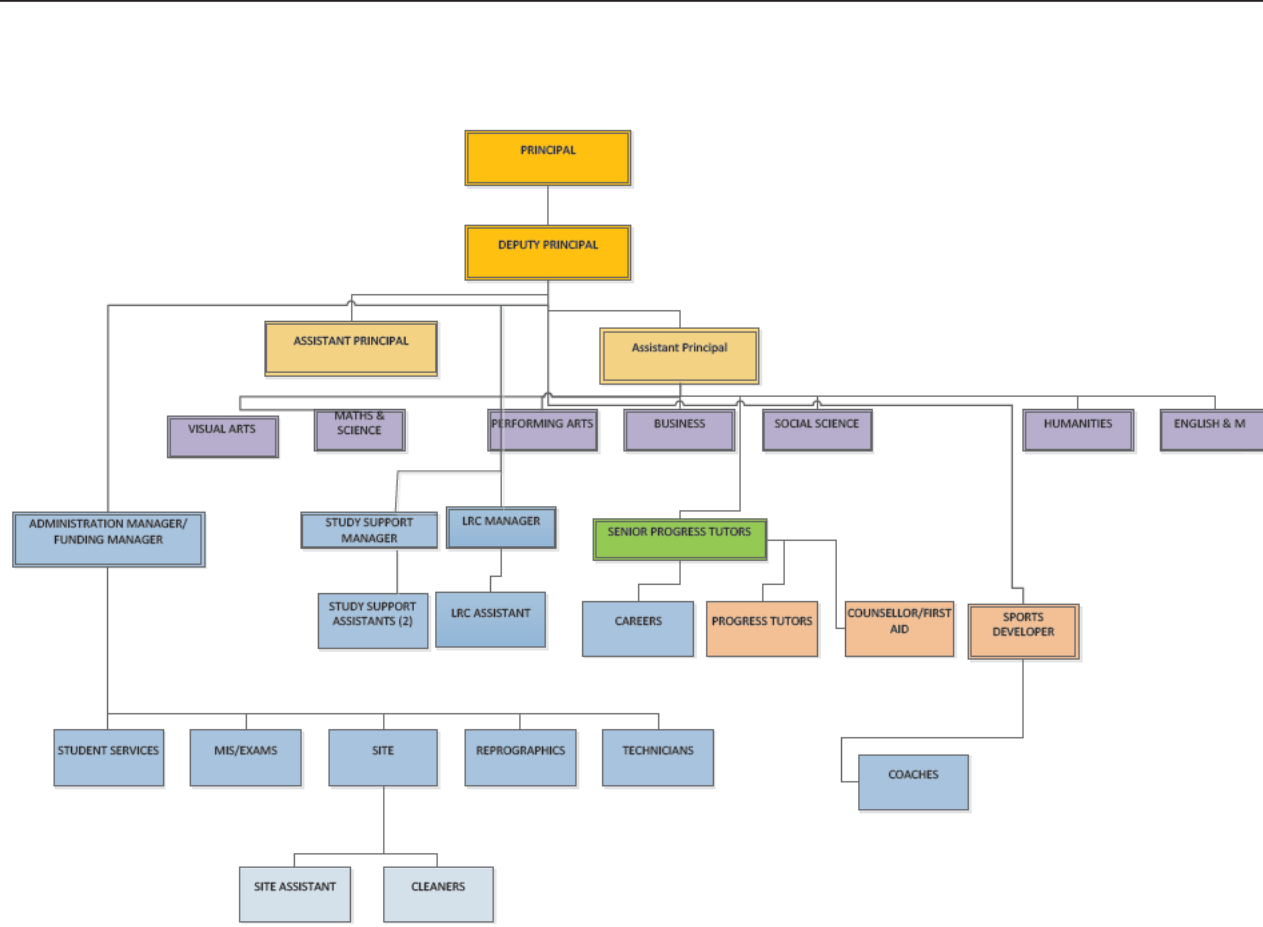 PRINCIPAL
DEPUTY PRINCIPAL
ASSISTANT PRINCIPAL
Assistant Principal
VISUAL ARTS
MATHS &
SCIENCE
PERFORMING ARTS
BUSINESS
SOCIAL SCIENCE
HUMANITIES
ENGLISH & M
ADMINISTRATION MANAGER/
FUNDING MANAGER
STUDY SUPPORT
MANAGER
LRC MANAGER
SENIOR PROGRESS TUTORS
STUDY SUPPORT
ASSISTANTS (2)
LRC ASSISTANT
CAREERS
PROGRESS TUTORS
COUNSELLOR/FIRST
AID
SPORTS
DEVELOPER
STUDENT SERVICES
MIS/EXAMS
SITE
REPROGRAPHICS
TECHNICIANS
COACHES
SITE ASSISTANT
CLEANERS